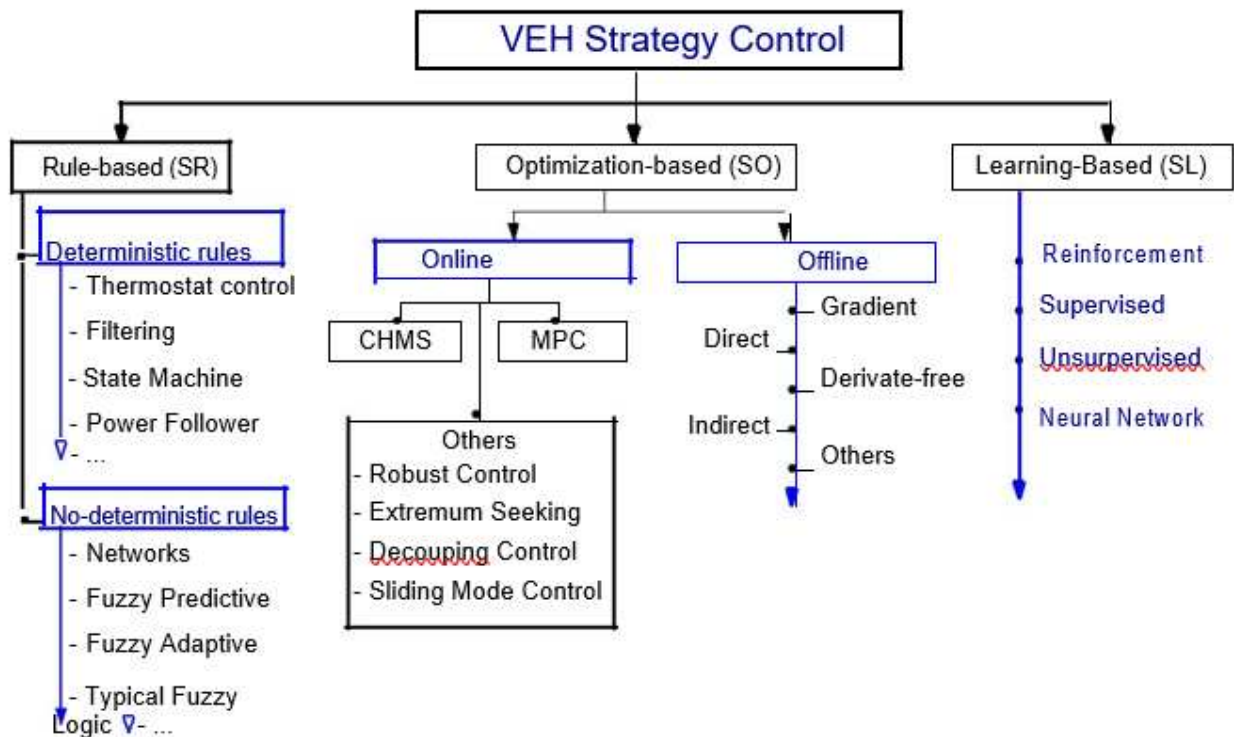 VEH Strategy Control
Rule-based (SR)
Deterministic rules
- Thermostat control
- Filtering
- State Machine
- Power Follower
- ...
No-deterministic rules
- Networks
- Fuzzy Predictive
- Fuzzy Adaptive
- Typical Fuzzy
Logic - ...
Optimization-based (SO)
Online
CHMS
MPC
Others
- Robust Control
- Extremum Seeking
- Decouping Control
- Sliding Mode Control
Offline
Gradient
Direct
Derivate-free
Indirect
Others
Learning-Based (SL)
Reinforcement
Supervised
Unsurpervised
Neural Network